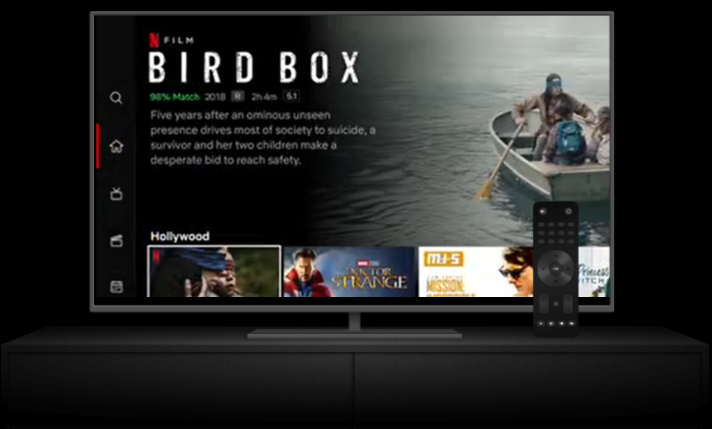 N FILM
BIRD BOX
98% Match 2018 R 2h 4m 5.1
Five years after an ominous unseen
presence drives most of society to suicide, a
survivor and her two children make a
desperate bid to reach safety.
Hollywood
N
MARVEL STUDIOS
DOCTOR
STRANGE
M:I-5
MISSION:
Princess